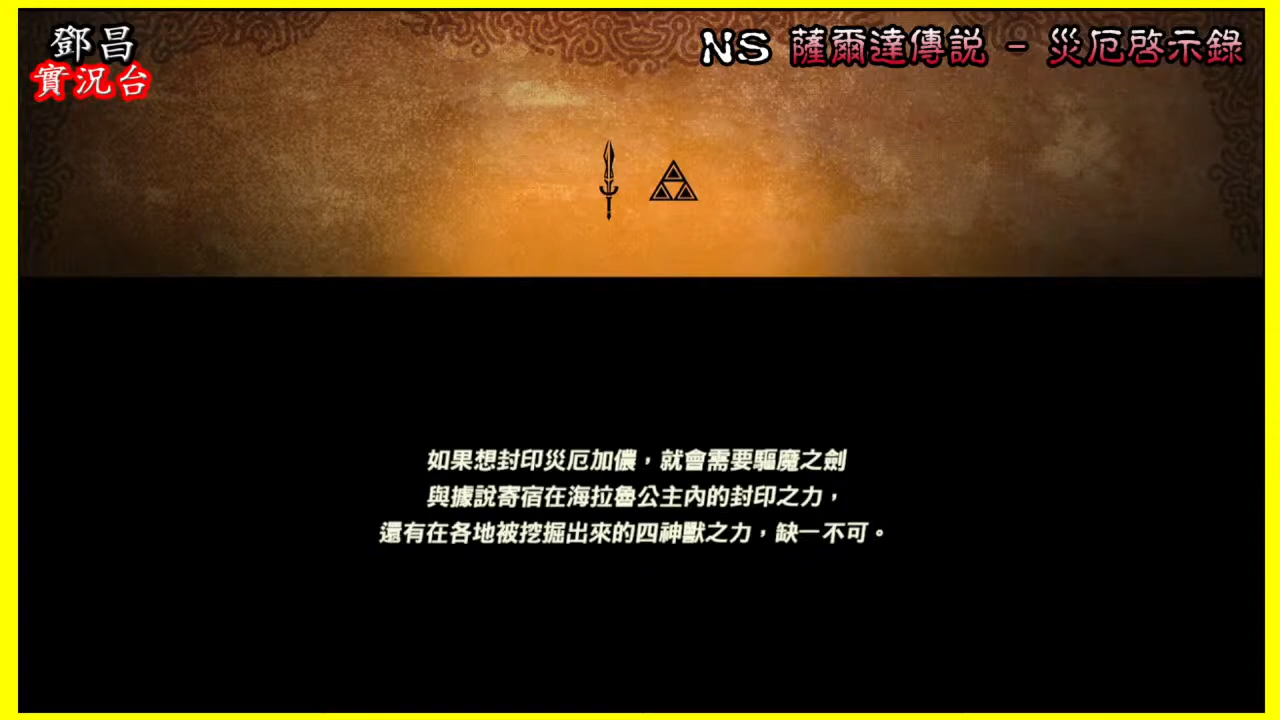 鄧昌
實況台
NS 薩爾達傳説 - 災厄啓示錄
如果想封印災厄加儂，就會需要驅魔之劍
與據說寄宿在海拉魯公主內的封印之力，
還有在各地被挖掘出來的四神獸之力，缺一不可。